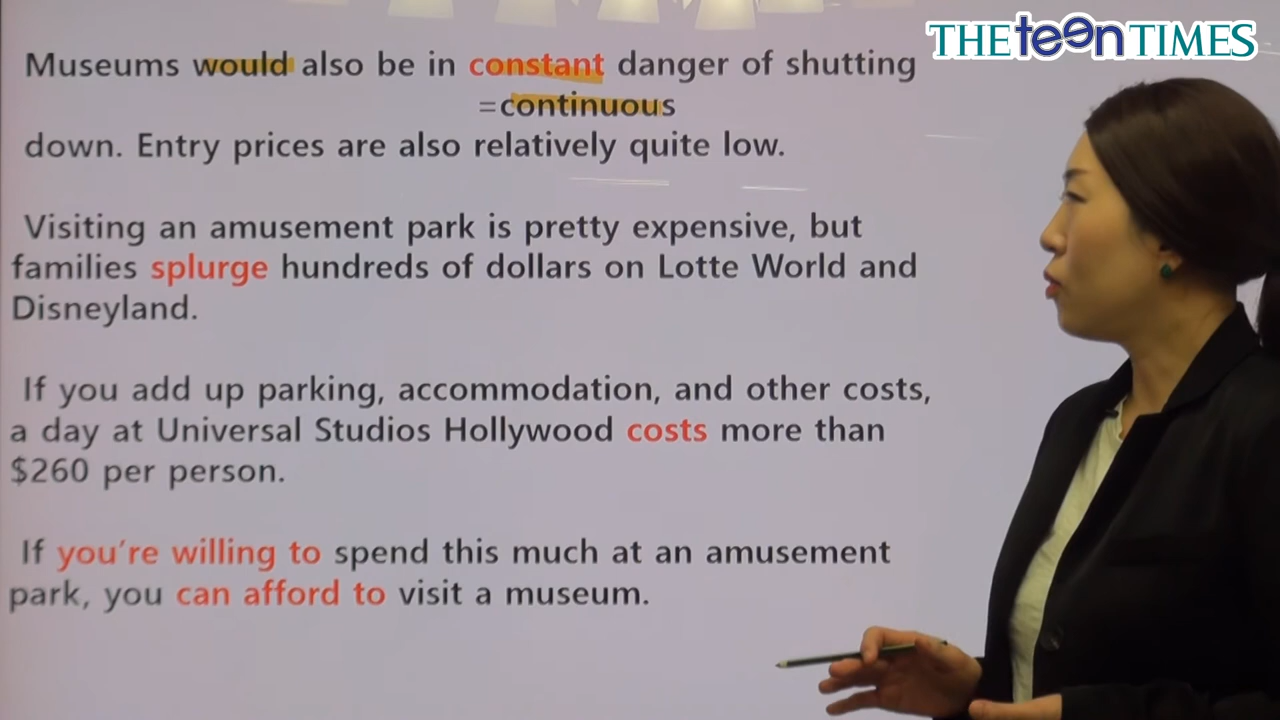 THE teen TIMES
Museums would also be in constant danger of shutting
=continuous
down. Entry prices are also relatively quite low.
Visiting an amusement park is pretty expensive, but
families splurge hundreds of dollars on Lotte World and
Disneyland.
If you add up parking, accommodation, and other costs,
a day at Universal Studios Hollywood costs more than
$260 per person.
If you're willing to spend this much at an amusement
park, you can afford to visit a museum.